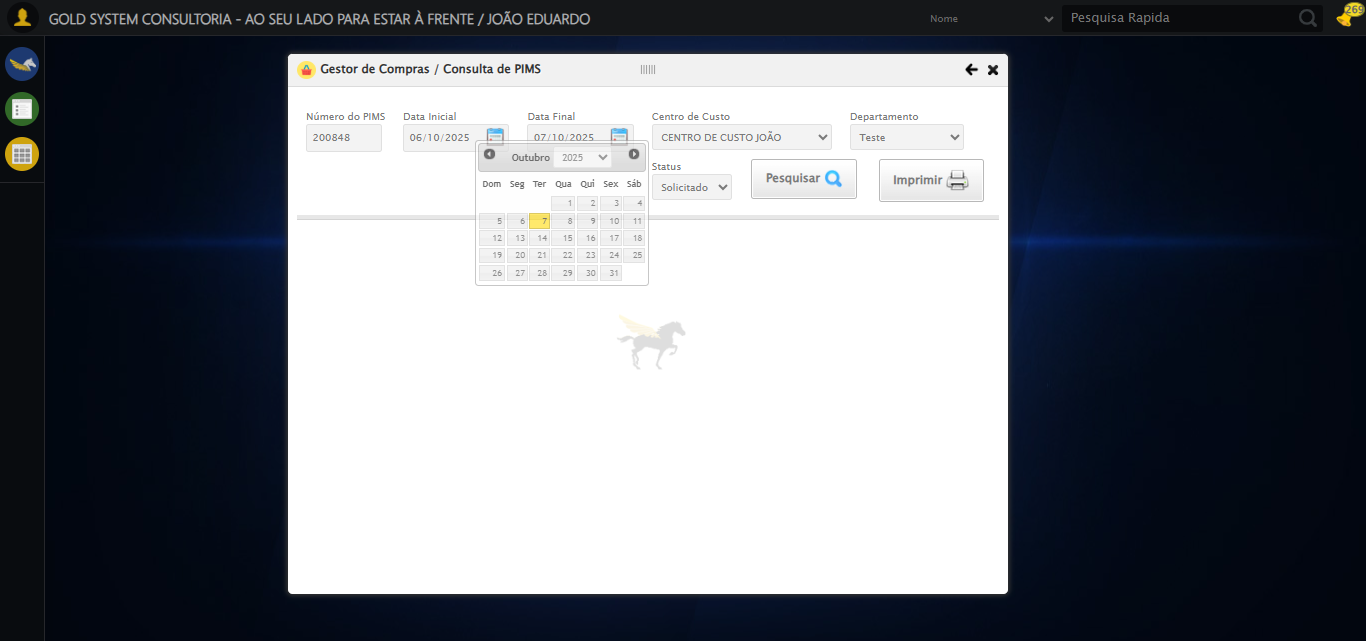 GOLD SYSTEM CONSULTORIA - AO SEU LADO PARA ESTAR À FRENTE / JOÃO EDUARDO
Nome
Pesquisa Rapida
269
Gestor de Compras / Consulta de PIMS
Número do PIMS Data Inicial Data Final Centro de Custo Departamento
200848 06/10/2025 07/10/2025 CENTRO DE CUSTO JOÃO Teste
Outubro 2025
Status
Solicitado
Pesquisar
Imprimir
Dom Seg Ter Qua Qui Sex Sáb
1 2 3 4
5 6 7 8 9 10 11
12 13 14 15 16 17 18
19 20 21 22 23 24 25
26 27 28 29 30 31